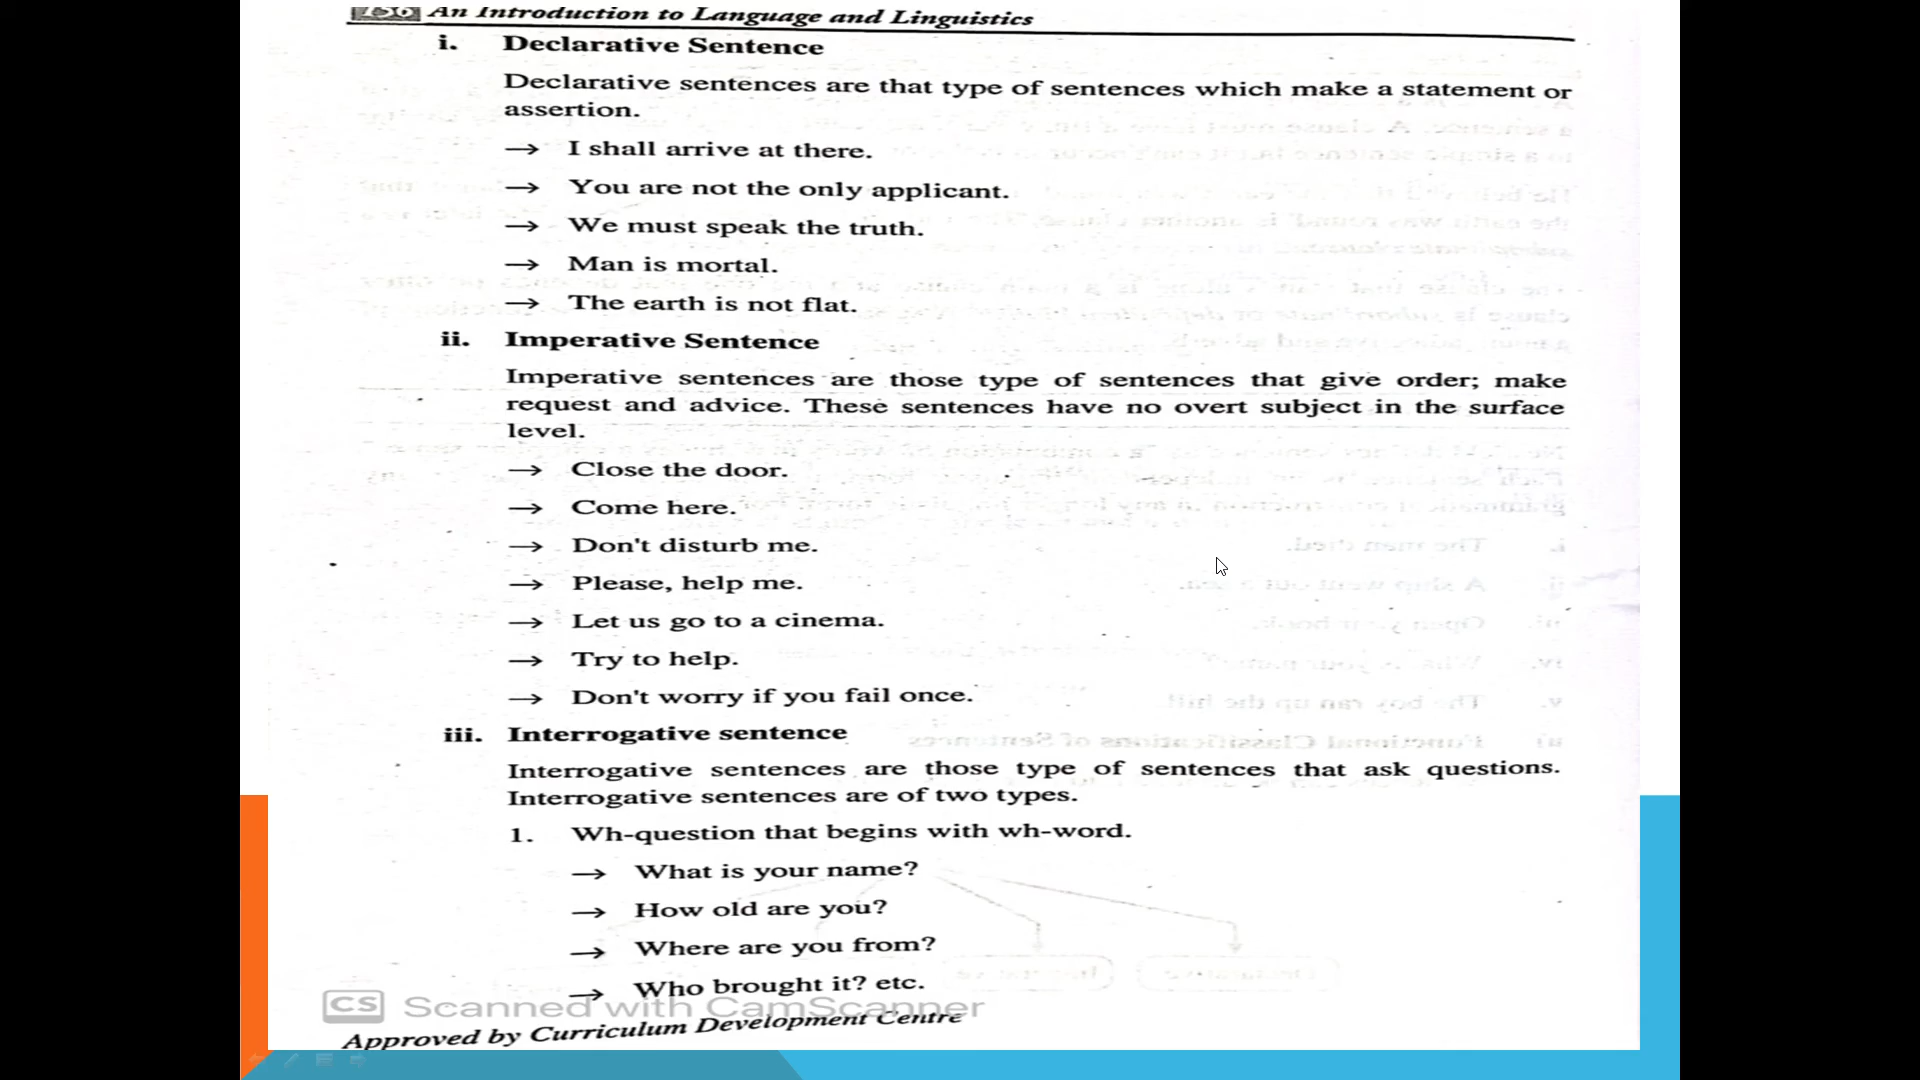 An Introduction to Language and Linguistics
i. Declarative Sentence
Declarative sentences are that type of sentences which make a statement or
assertion.
→ I shall arrive at there.
→ You are not the only applicant.
→ We must speak the truth.
→ Man is mortal.
→ The earth is not flat.
ii. Imperative Sentence
Imperative sentences are those type of sentences that give order; make
request and advice. These sentences have no overt subject in the surface
level.
→ Close the door.
→ Come here.
→ Don't disturb me.
→ Please, help me.
→ Let us go to a cinema.
→ Try to help.
→ Don't worry if you fail once.
iii. Interrogative sentence
Interrogative sentences are those type of sentences that ask questions.
Interrogative sentences are of two types.
1. Wh-question that begins with wh-word.
→ What is your name?
→ How old are you?
→ Where are you from?
→ Who brought it? etc.
CS Scanned with CamScanner
Approved by Curriculum Development Centre